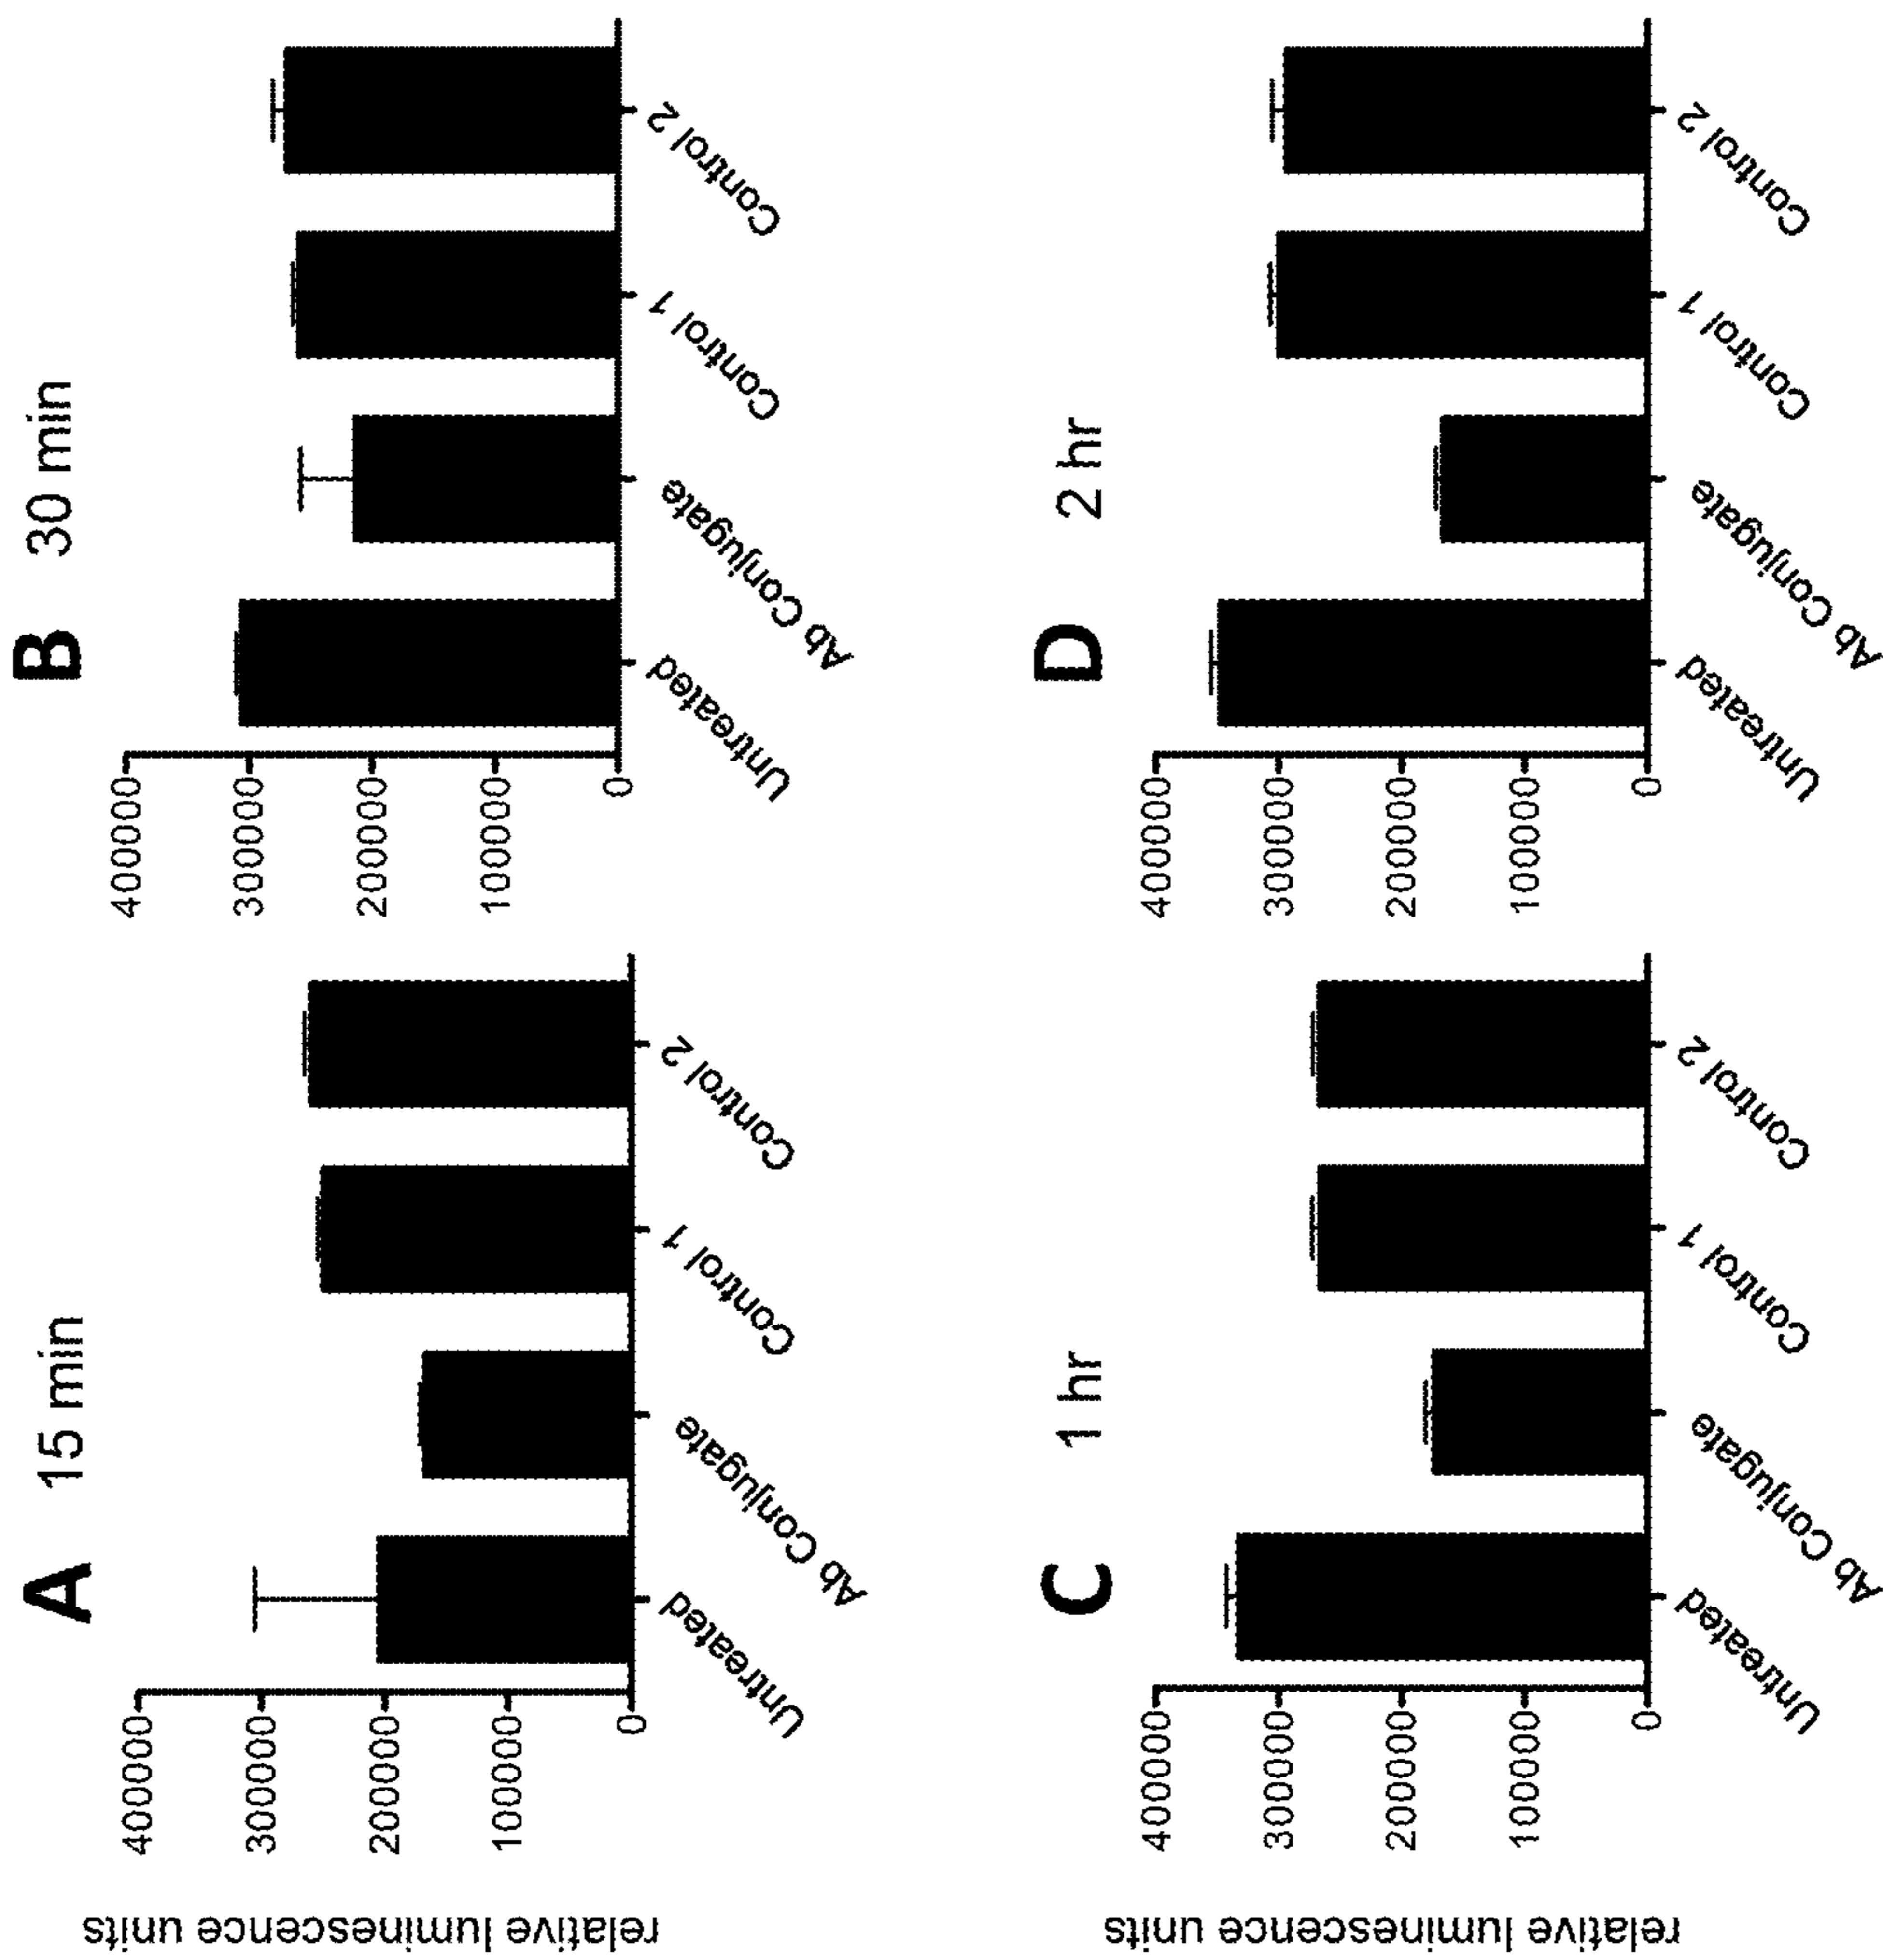 A 15 min
relative luminescence units
400000
300000
200000
100000
0
Untreated
Ab Conjugate
Control 1
Control 2
B 30 min
400000
300000
200000
100000
0
Untreated
Ab Conjugate
Control 1
Control 2
C 1 hr
relative luminescence units
400000
300000
200000
100000
0
Untreated
Ab Conjugate
Control 1
Control 2
D 2 hr
400000
300000
200000
100000
0
Untreated
Ab Conjugate
Control 1
Control 2